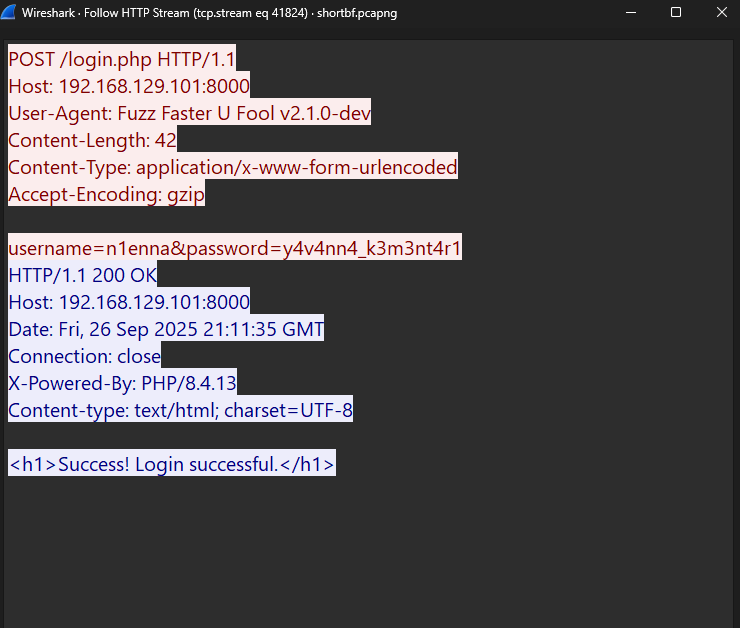 Wireshark · Follow HTTP Stream (tcp.stream eq 41824) · shortbf.pcapng
POST /login.php HTTP/1.1
Host: 192.168.129.101:8000
User-Agent: Fuzz Faster U Fool v2.1.0-dev
Content-Length: 42
Content-Type: application/x-www-form-urlencoded
Accept-Encoding: gzip
username=n1enna&password=y4v4nn4_k3m3nt4r1
HTTP/1.1 200 OK
Host: 192.168.129.101:8000
Date: Fri, 26 Sep 2025 21:11:35 GMT
Connection: close
X-Powered-By: PHP/8.4.13
Content-type: text/html; charset=UTF-8
<h1>Success! Login successful.</h1>